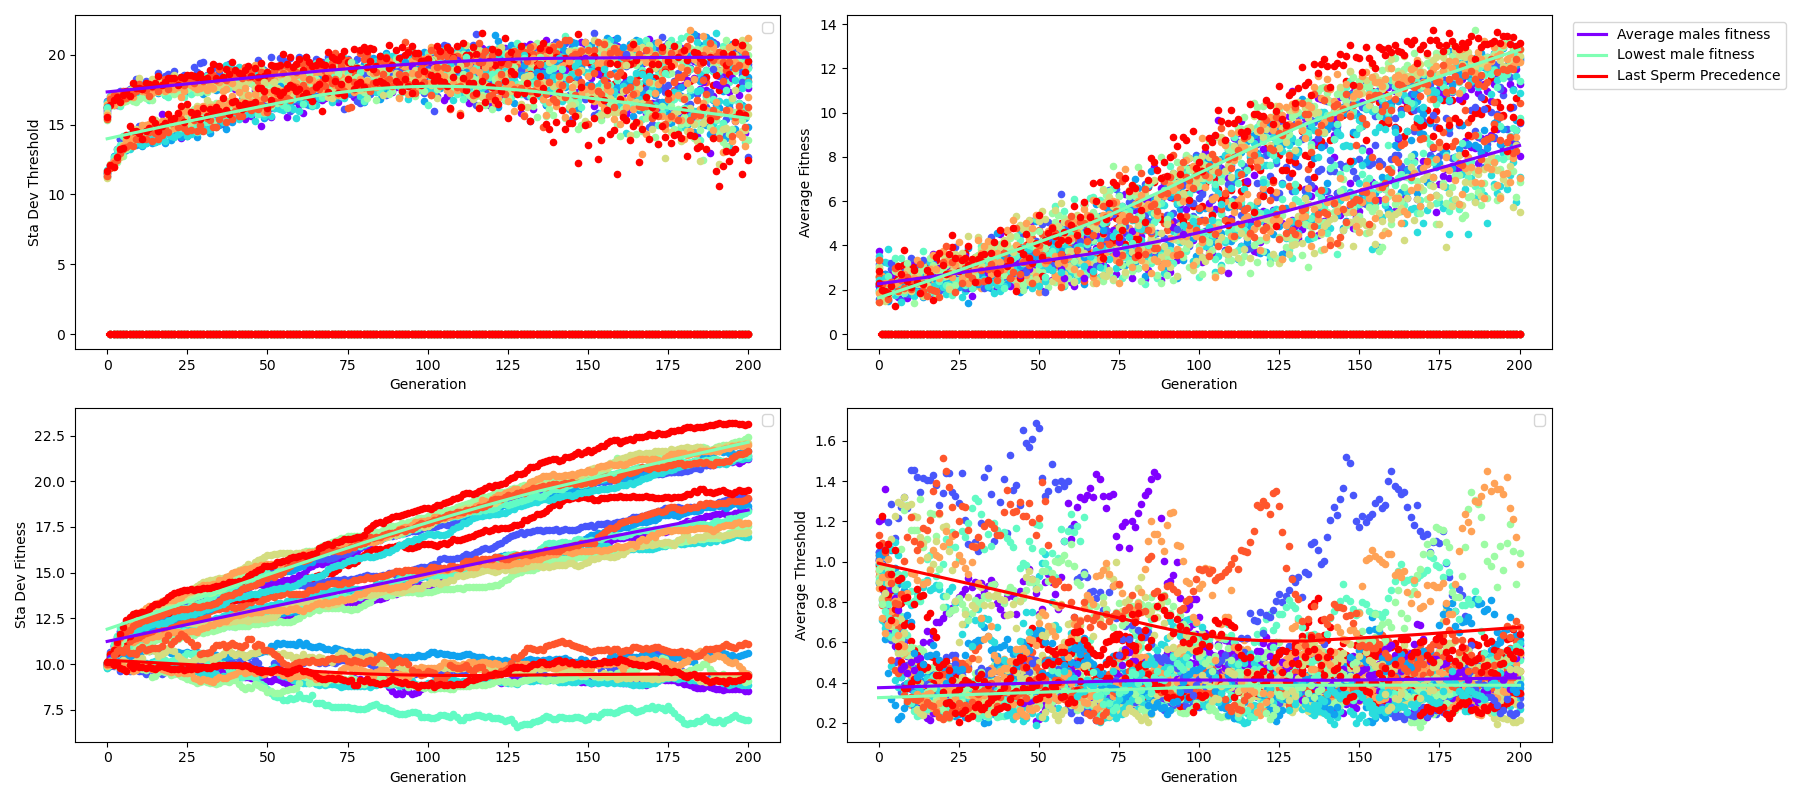 Sta Dev Threshold
20
15
10
5
0
0 25 50 75 100 125 150 175 200
Generation
Average Fitness
14
12
10
8
6
4
2
0
0 25 50 75 100 125 150 175 200
Generation
Average males fitness
Lowest male fitness
Last Sperm Precedence
Sta Dev Fitness
22.5
20.0
17.5
15.0
12.5
10.0
7.5
0 25 50 75 100 125 150 175 200
Generation
Average Threshold
1.6
1.4
1.2
1.0
0.8
0.6
0.4
0.2
0 25 50 75 100 125 150 175 200
Generation